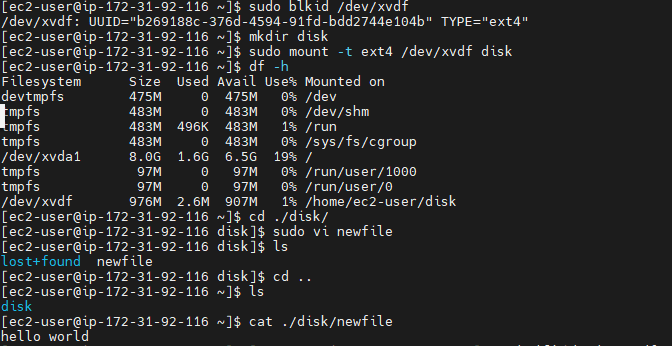 [ec2-user@ip-172-31-92-116 ~]$ sudo blkid /dev/xvdf
/dev/xvdf: UUID="b269188c-376d-4594-91fd-bdd2744e104b" TYPE="ext4"
[ec2-user@ip-172-31-92-116 ~]$ mkdir disk
[ec2-user@ip-172-31-92-116 ~]$ sudo mount -t ext4 /dev/xvdf disk
[ec2-user@ip-172-31-92-116 ~]$ df -h
Filesystem      Size  Used Avail Use% Mounted on
devtmpfs        475M     0  475M   0% /dev
tmpfs           483M     0  483M   0% /dev/shm
tmpfs           483M  496K  483M   1% /run
tmpfs           483M     0  483M   0% /sys/fs/cgroup
/dev/xvda1      8.0G  1.6G  6.5G  19% /
tmpfs            97M     0   97M   0% /run/user/1000
tmpfs            97M     0   97M   0% /run/user/0
/dev/xvdf       976M  2.6M  907M   1% /home/ec2-user/disk
[ec2-user@ip-172-31-92-116 ~]$ cd ./disk/
[ec2-user@ip-172-31-92-116 disk]$ sudo vi newfile
[ec2-user@ip-172-31-92-116 disk]$ ls
lost+found  newfile
[ec2-user@ip-172-31-92-116 disk]$ cd ..
[ec2-user@ip-172-31-92-116 ~]$ ls
disk
[ec2-user@ip-172-31-92-116 ~]$ cat ./disk/newfile
hello world